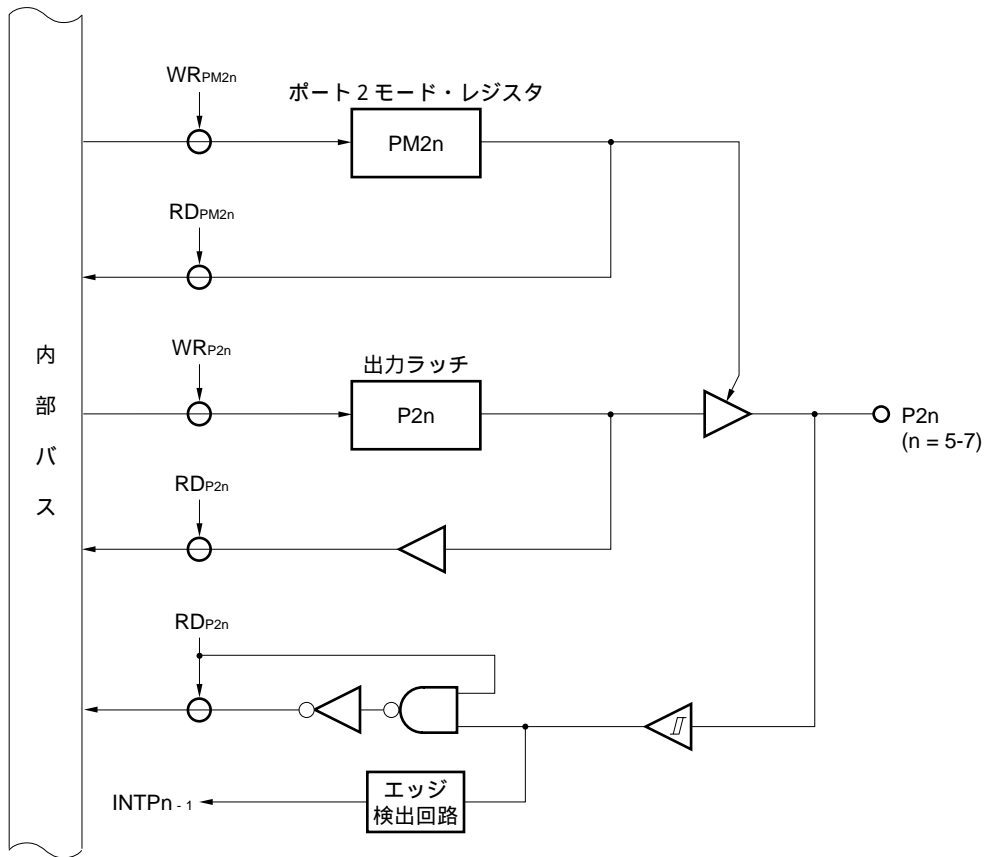 WRPM2n
ポート2モード・レジスタ
PM2n
RDPM2n
内部バス
WRP2n
出力ラッチ
P2n
P2n
(n = 5-7)
RDP2n
RDP2n
INTPn - 1
エッジ
検出回路